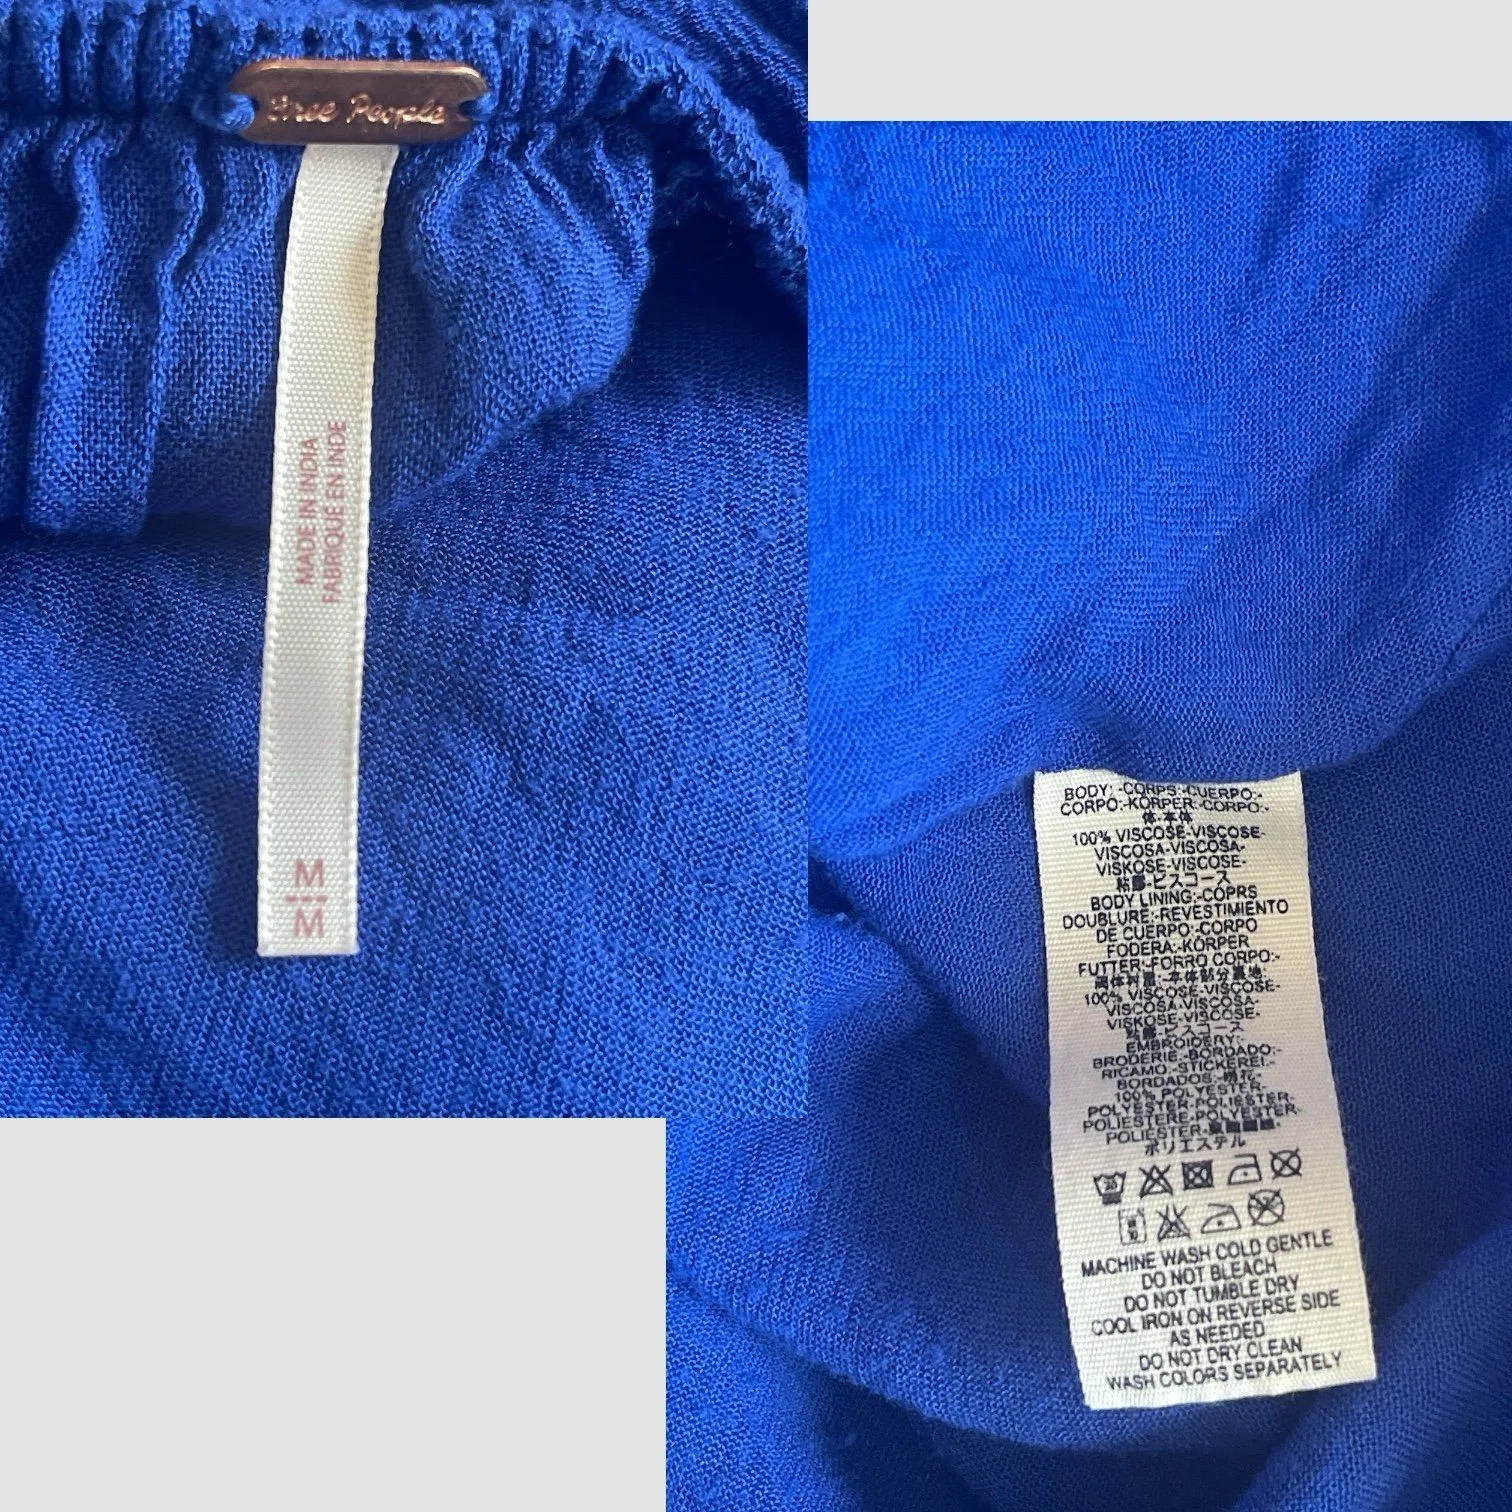 Free People
MADE IN INDIA
FABRIQUE EN INDE
M
M
BODY: -CORPS:-CUERPO:-
CORPO:-KÖRPER -CORPO:-
体-本体
100% VISCOSE-VISCOSE-
VISCOSA-VISCOSA-
VISKOSE-VISCOSE-
粘膠-ビスコース
BODY LINING:-COPRS
DOUBLURE:-REVESTIMIENTO
DE CUERPO:-CORPO
FODERA:-KÖRPER
FUTTER-FORRO CORPO:-
100% VISCOSE-VISCOSE-
VISCOSA-VISCOSA-
VISKOSE-VISCOSE-
粘膠-ビスコース
EMBROIDERY:
BRODERIE:-BORDADO:-
RICAMO:-STICKEREI:-
BORDADOS:-
100% POLYESTER-
POLYESTER-POLYESTER-
POLIESTERE-POLYESTER-
POLIESTER-
ポリエステル
MACHINE WASH COLD GENTLE
DO NOT BLEACH
DO NOT TUMBLE DRY
COOL IRON ON REVERSE SIDE
AS NEEDED
DO NOT DRY CLEAN
WASH COLORS SEPARATELY